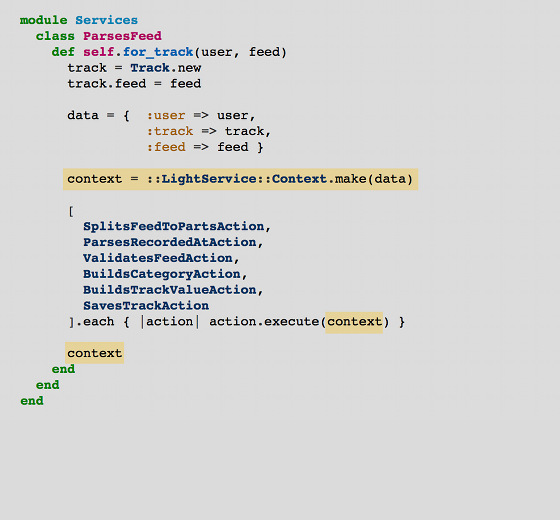 module Services
  class ParsesFeed
    def self.for_track(user, feed)
      track = Track.new
      track.feed = feed

      data = {  :user => user,
                :track => track,
                :feed => feed }

      context = ::LightService::Context.make(data)

      [
        SplitsFeedToPartsAction,
        ParsesRecordedAtAction,
        ValidatesFeedAction,
        BuildsCategoryAction,
        BuildsTrackValueAction,
        SavesTrackAction
      ].each { |action| action.execute(context) }

      context
    end
  end
end